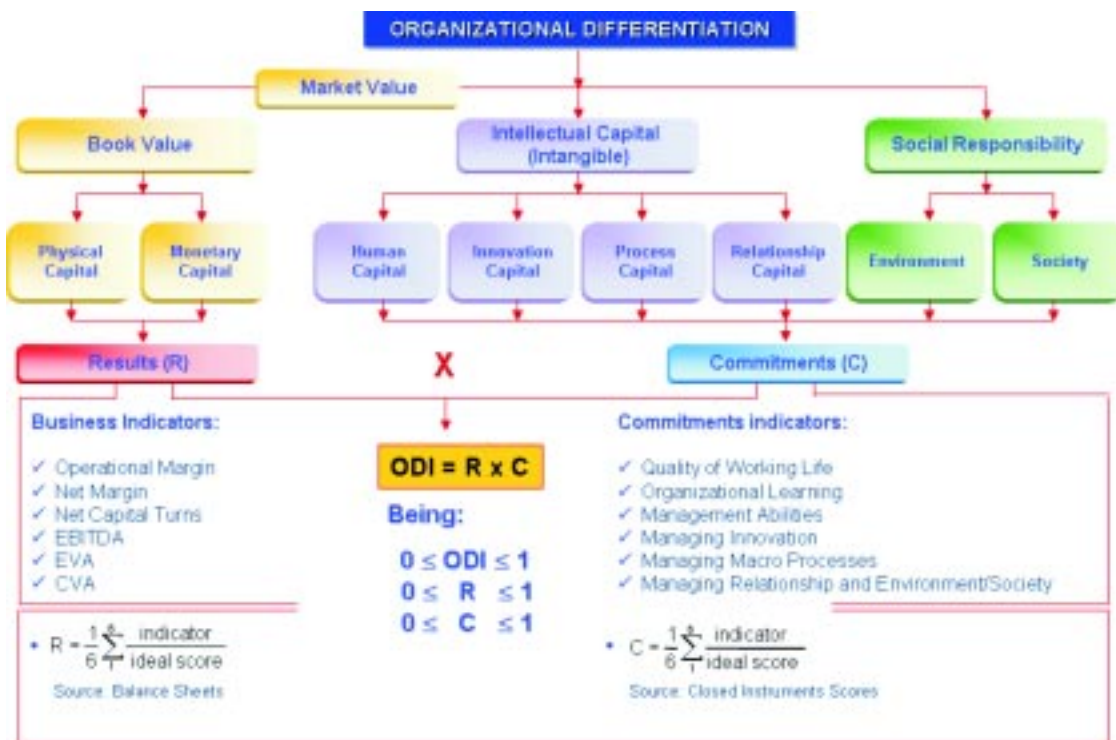 ORGANIZATIONAL DIFFERENTIATION
Market Value
Book Value
Intellectual Capital
(Intangible)
Social Responsibility
Physical
Capital
Monetary
Capital
Human
Capital
Innovation
Capital
Process
Capital
Relationship
Capital
Environment
Society
Results (R)
X
Commitments (C)
Business Indicators:
✓ Operational Margin
✓ Net Margin
✓ Net Capital Turns
✓ EBITDA
✓ EVA
✓ CVA
ODI = R x C
Being:
0 ≤ ODI ≤ 1
0 ≤ R ≤ 1
0 ≤ C ≤ 1
Commitments indicators:
✓ Quality of Working Life
✓ Organizational Learning
✓ Management Abilities
✓ Managing Innovation
✓ Managing Macro Processes
✓ Managing Relationship and Environment/Society
• R = 1/6 6∑1 indicator/ideal score
Source: Balance Sheets
• C = 1/6 6∑1 indicator/ideal score
Source: Closed Instruments Scores